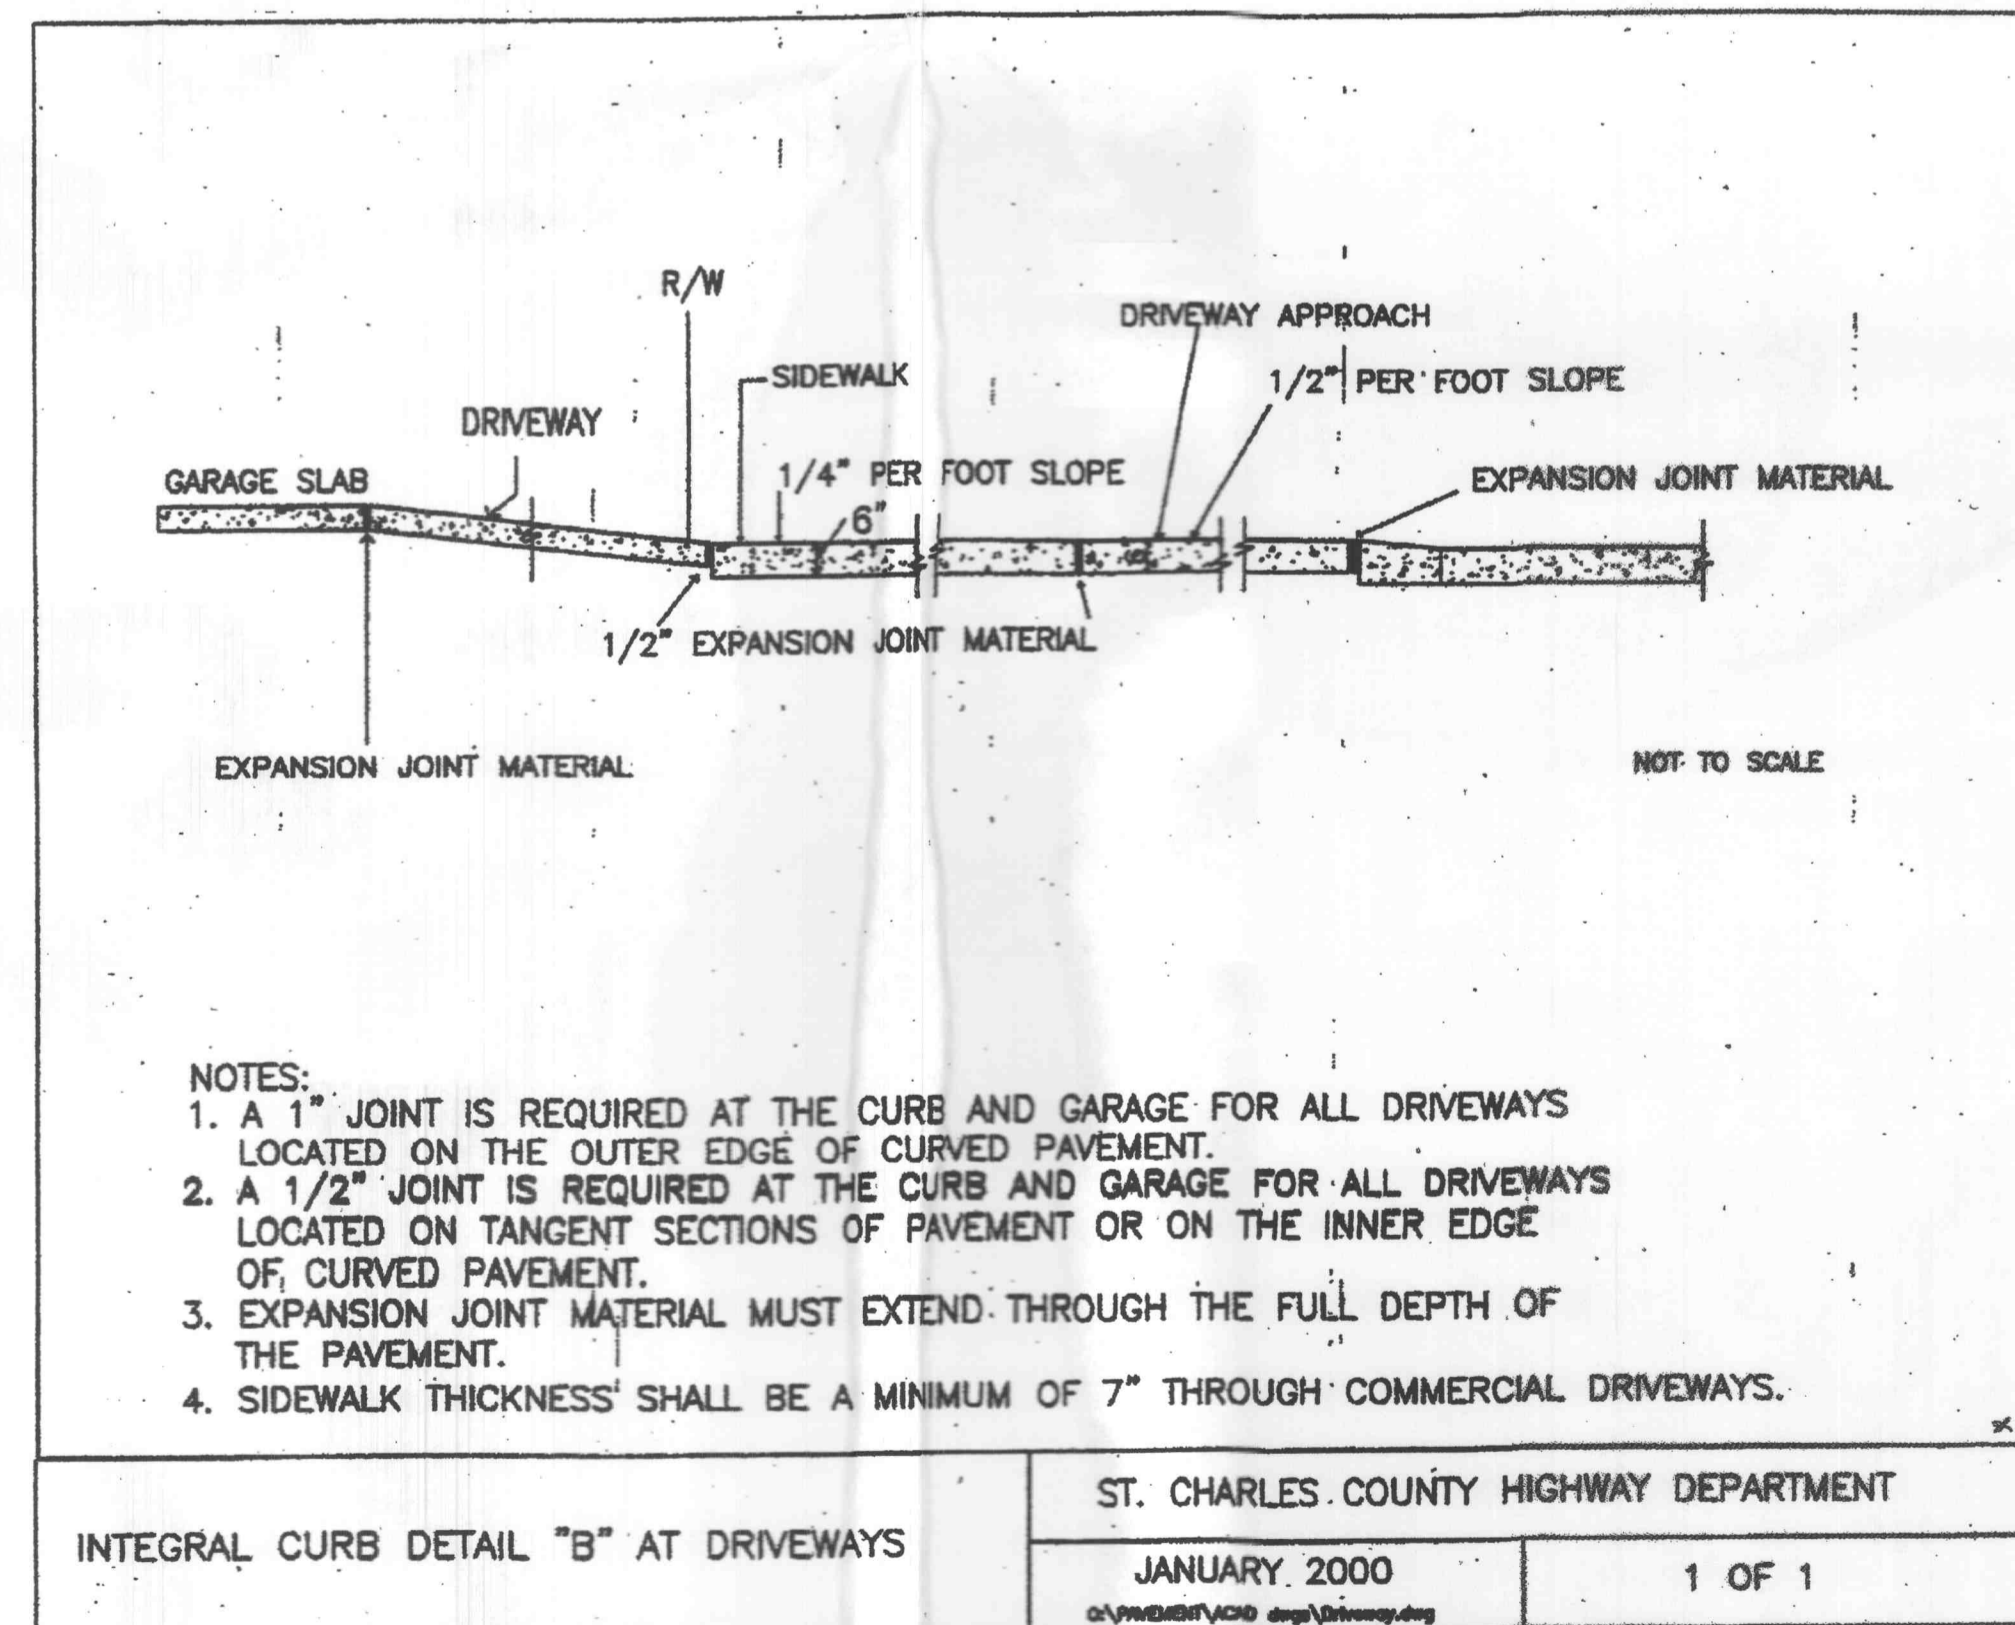 R/W
DRIVEWAY APPROACH
SIDEWALK
1/2" PER FOOT SLOPE
DRIVEWAY
GARAGE SLAB
1/4" PER FOOT SLOPE
EXPANSION JOINT MATERIAL
6"
1/2" EXPANSION JOINT MATERIAL
EXPANSION JOINT MATERIAL
NOT TO SCALE
NOTES:
1. A 1" JOINT IS REQUIRED AT THE CURB AND GARAGE FOR ALL DRIVEWAYS
LOCATED ON THE OUTER EDGE OF CURVED PAVEMENT.
2. A 1/2" JOINT IS REQUIRED AT THE CURB AND GARAGE FOR ALL DRIVEWAYS
LOCATED ON TANGENT SECTIONS OF PAVEMENT OR ON THE INNER EDGE
OF CURVED PAVEMENT.
3. EXPANSION JOINT MATERIAL MUST EXTEND THROUGH THE FULL DEPTH OF
THE PAVEMENT.
4. SIDEWALK THICKNESS SHALL BE A MINIMUM OF 7" THROUGH COMMERCIAL DRIVEWAYS.
INTEGRAL CURB DETAIL "B" AT DRIVEWAYS
ST. CHARLES COUNTY HIGHWAY DEPARTMENT
JANUARY 2000
1 OF 1